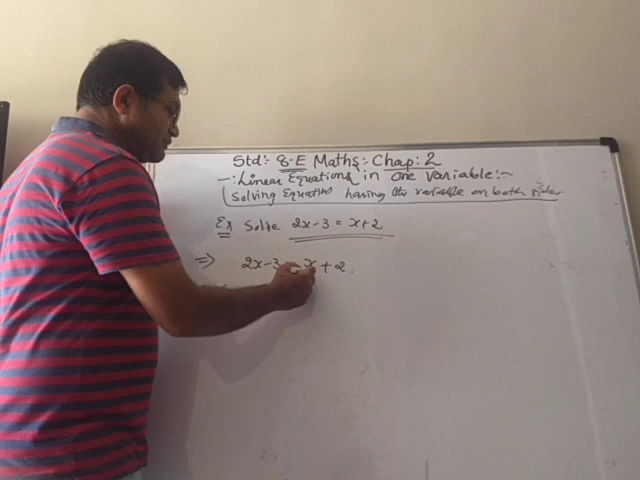 Std:- 8-E Maths:- Chap: 2
-: Linear Equations in one variable:-
Solving Equations having the variable on both sides
Ex Solve 2x-3 = x+2
=> 2x-3 = x + 2.